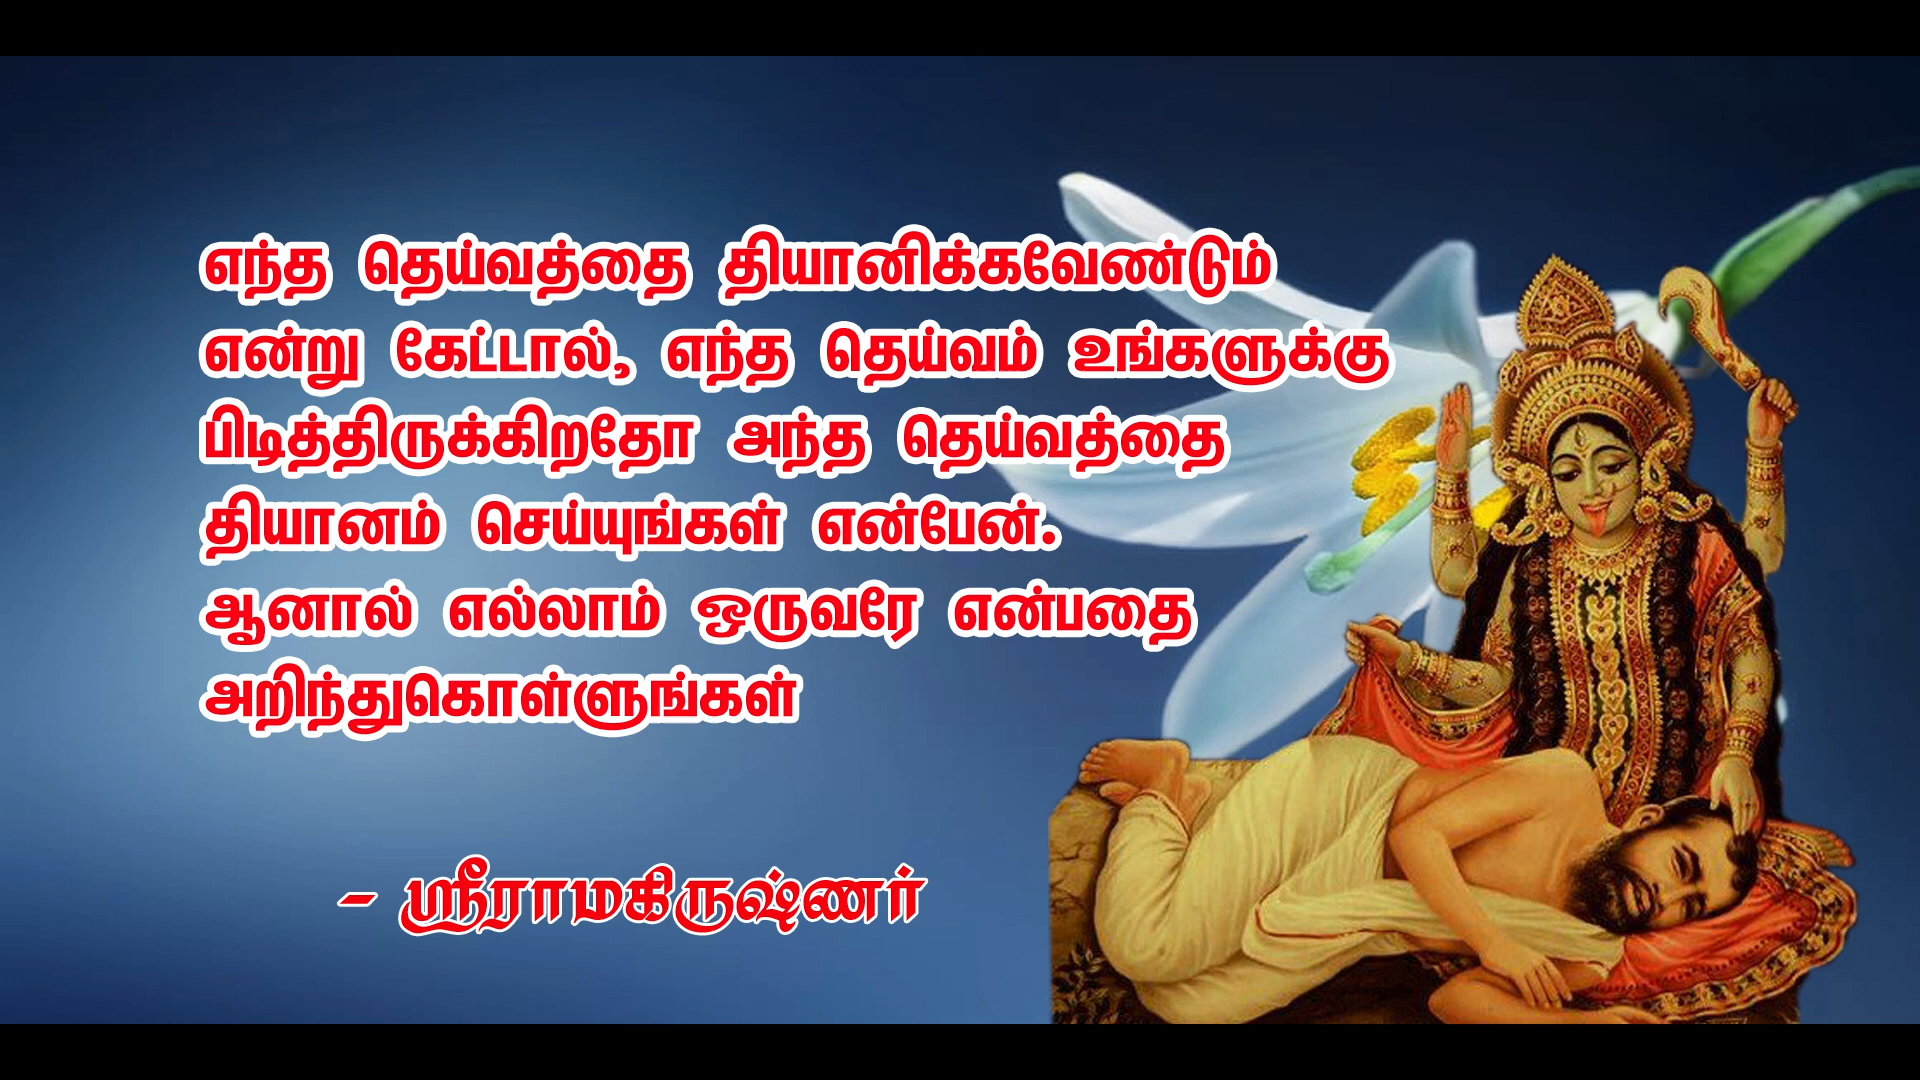 எந்த தெய்வத்தை தியானிக்கவேண்டும்
என்று கேட்டால், எந்த தெய்வம் உங்களுக்கு
பிடித்திருக்கிறதோ அந்த தெய்வத்தை
தியானம் செய்யுங்கள் என்பேன்.
ஆனால் எல்லாம் ஒருவரே என்பதை
அறிந்துகொள்ளுங்கள்
- ஸ்ரீராமகிருஷ்ணர்